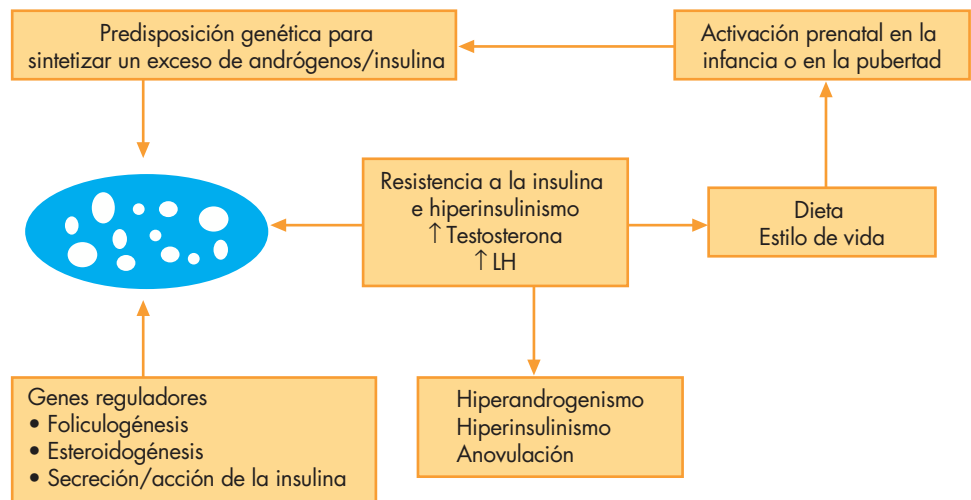 Predisposición genética para
sintetizar un exceso de andrógenos/insulina
Activación prenatal en la
infancia o en la pubertad
Resistencia a la insulina
e hiperinsulinismo
↑ Testosterona
↑ LH
Dieta
Estilo de vida
Genes reguladores
• Foliculogénesis
• Esteroidogénesis
• Secreción/acción de la insulina
Hiperandrogenismo
Hiperinsulinismo
Anovulación